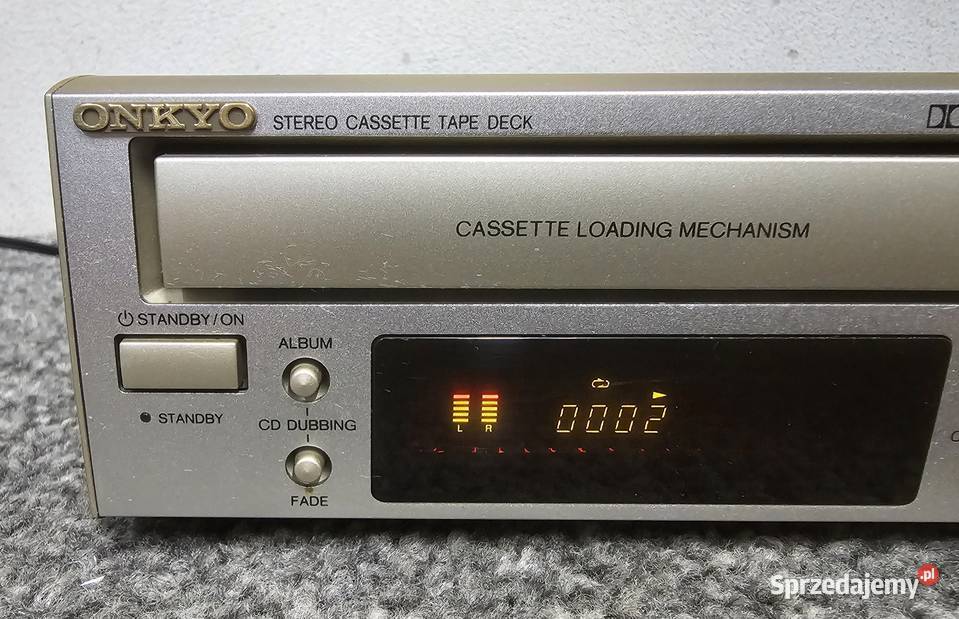 ONKYO STEREO CASSETTE TAPE DECK
CASSETTE LOADING MECHANISM
STANDBY/ON
ALBUM
STANDBY
CD DUBBING
FADE
L R
0002
Sprzedajemy.pl